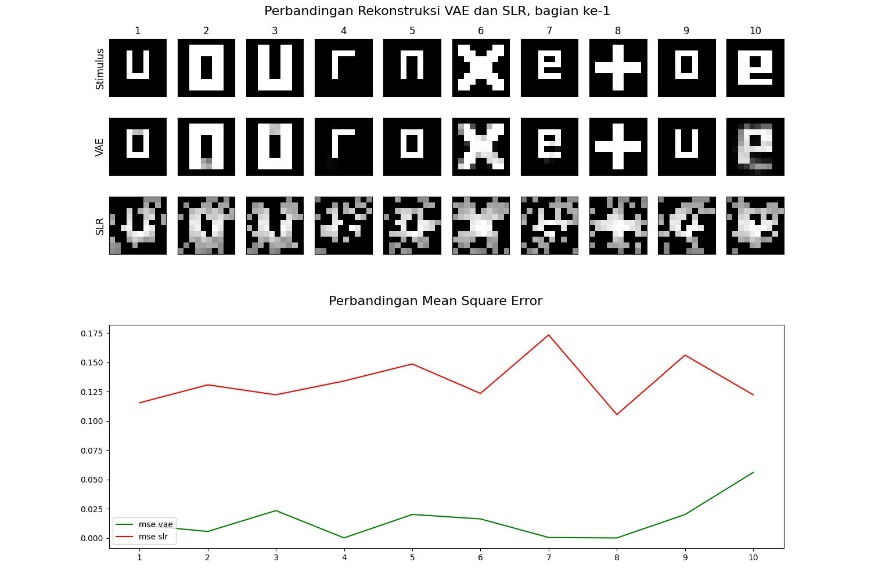 Perbandingan Rekonstruksi VAE dan SLR, bagian ke-1
1 2 3 4 5 6 7 8 9 10
Stimulus
u o u r n x e + o e
VAE
SLR
Perbandingan Mean Square Error
0.175
0.150
0.125
0.100
0.075
0.050
0.025
0.000
mse vae
mse slr
1 2 3 4 5 6 7 8 9 10